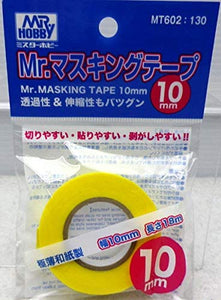 MR.HOBBY
ミスターホビー
MT602：130
Mr.マスキングテープ
Mr.MASKING TAPE 10mm
10mm
透過性&伸縮性もバツグン
切りやすい・貼りやすい・剥がしやすい!!
幅10mm 長さ18m
極薄和紙製
10mm